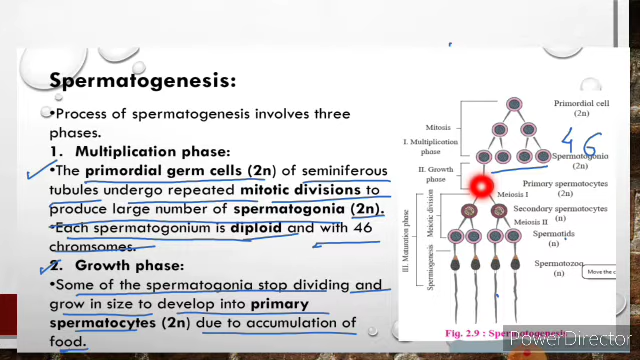 Spermatogenesis:
•Process of spermatogenesis involves three
phases.
1. Multiplication phase:
•The primordial germ cells (2n) of seminiferous
tubules undergo repeated mitotic divisions to
produce large number of spermatogonia (2n).
•Each spermatogonium is diploid and with 46
chromsomes.
2. Growth phase:
•Some of the spermatogonia stop dividing and
grow in size to develop into primary
spermatocytes (2n) due to accumulation of
food.
Primordial cell
(2n)
Mitosis
I. Multiplication
phase
46
Spermatogonia
(2n)
II. Growth
phase
Primary spermatocytes
(2n)
Meiosis I
Secondary spermatocytes
(n)
Meiosis II
Spermatids
(n)
Spermatozoa
(n)
III. Maturation phase
Meiotic division
Spermiogenesis
Move the c
Fig. 2.9 : Spermatogenesis
PowerDirector